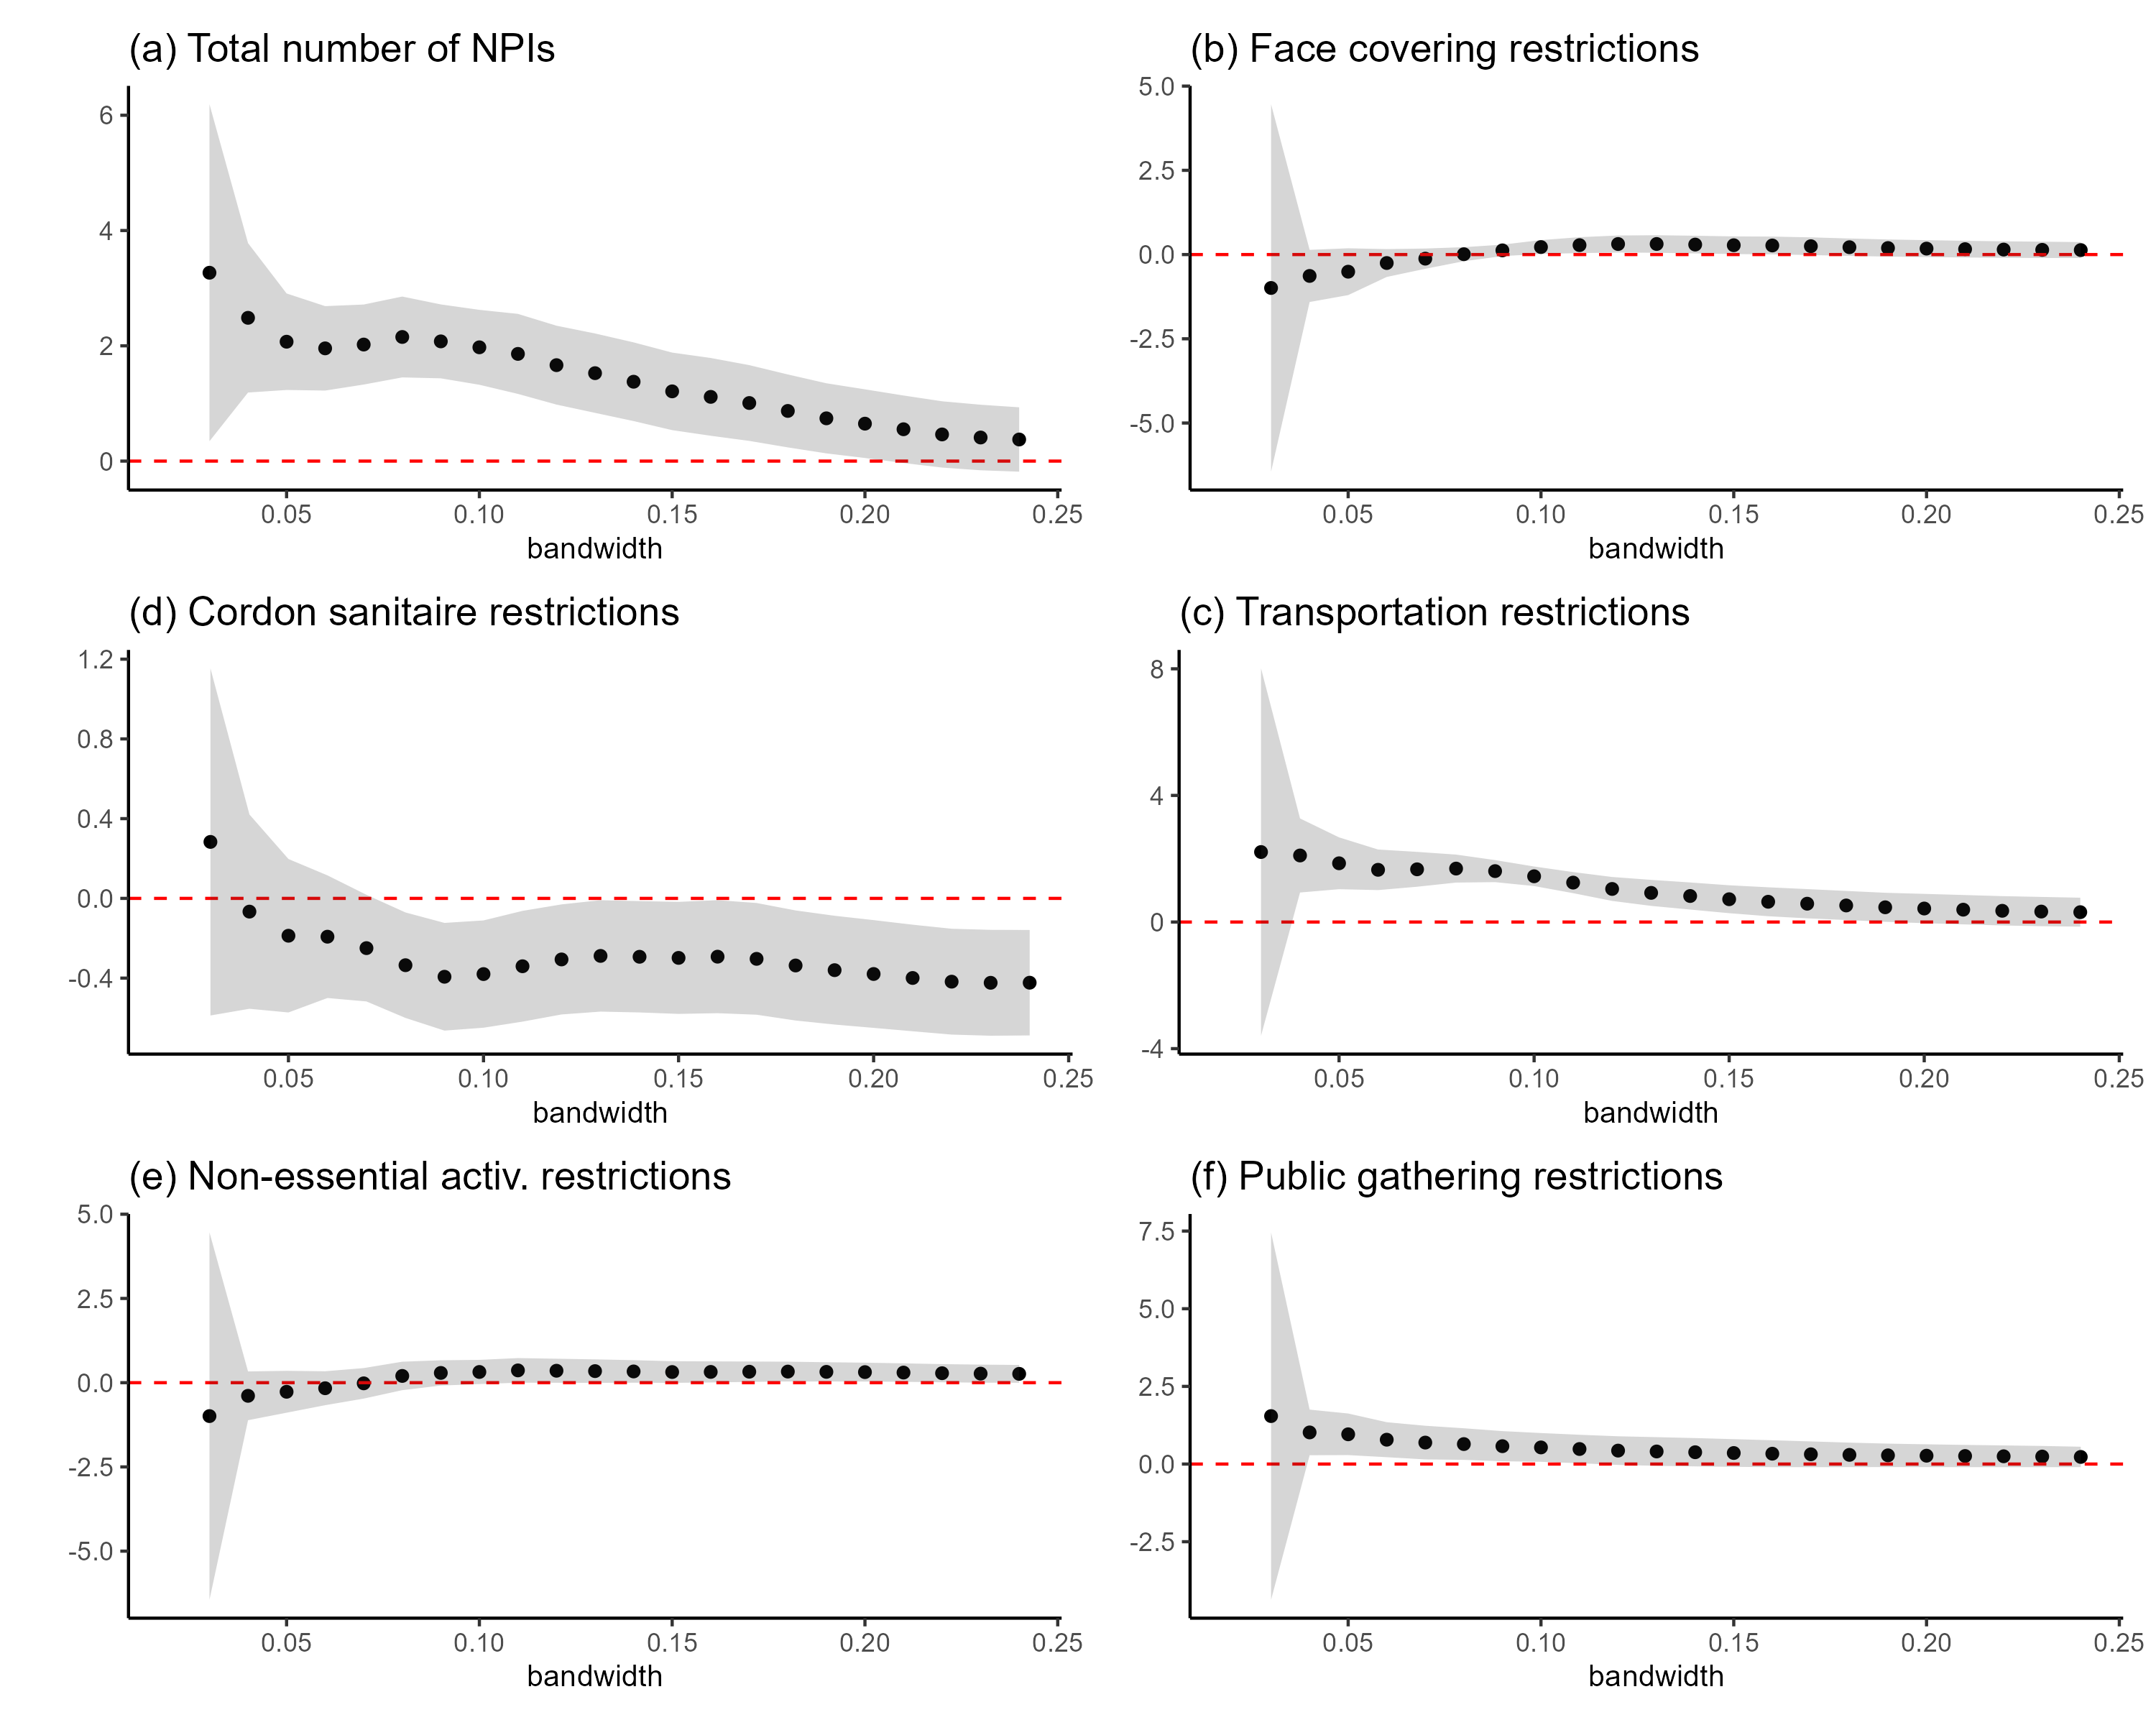 (a) Total number of NPIs
6
4
2
0
0.05 0.10 0.15 0.20 0.25
bandwidth
(b) Face covering restrictions
5.0
2.5
0.0
-2.5
-5.0
0.05 0.10 0.15 0.20 0.25
bandwidth
(d) Cordon sanitaire restrictions
1.2
0.8
0.4
0.0
-0.4
0.05 0.10 0.15 0.20 0.25
bandwidth
(c) Transportation restrictions
8
4
0
-4
0.05 0.10 0.15 0.20 0.25
bandwidth
(e) Non-essential activ. restrictions
5.0
2.5
0.0
-2.5
-5.0
0.05 0.10 0.15 0.20 0.25
bandwidth
(f) Public gathering restrictions
7.5
5.0
2.5
0.0
-2.5
0.05 0.10 0.15 0.20 0.25
bandwidth